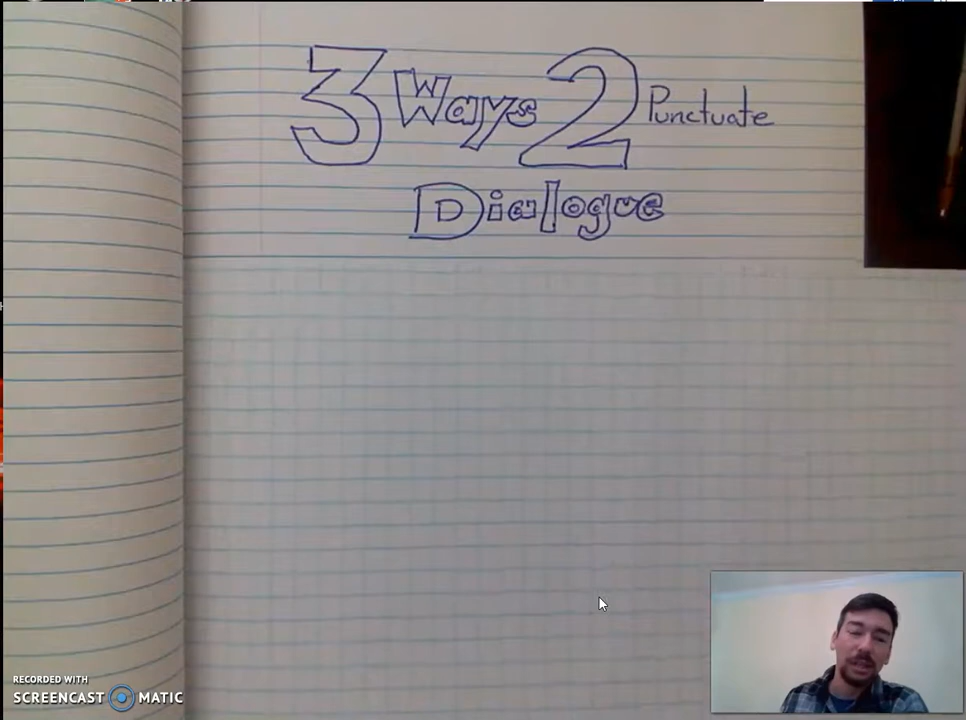 3 Ways 2 Punctuate
Dialogue
RECORDED WITH
SCREENCAST MATIC